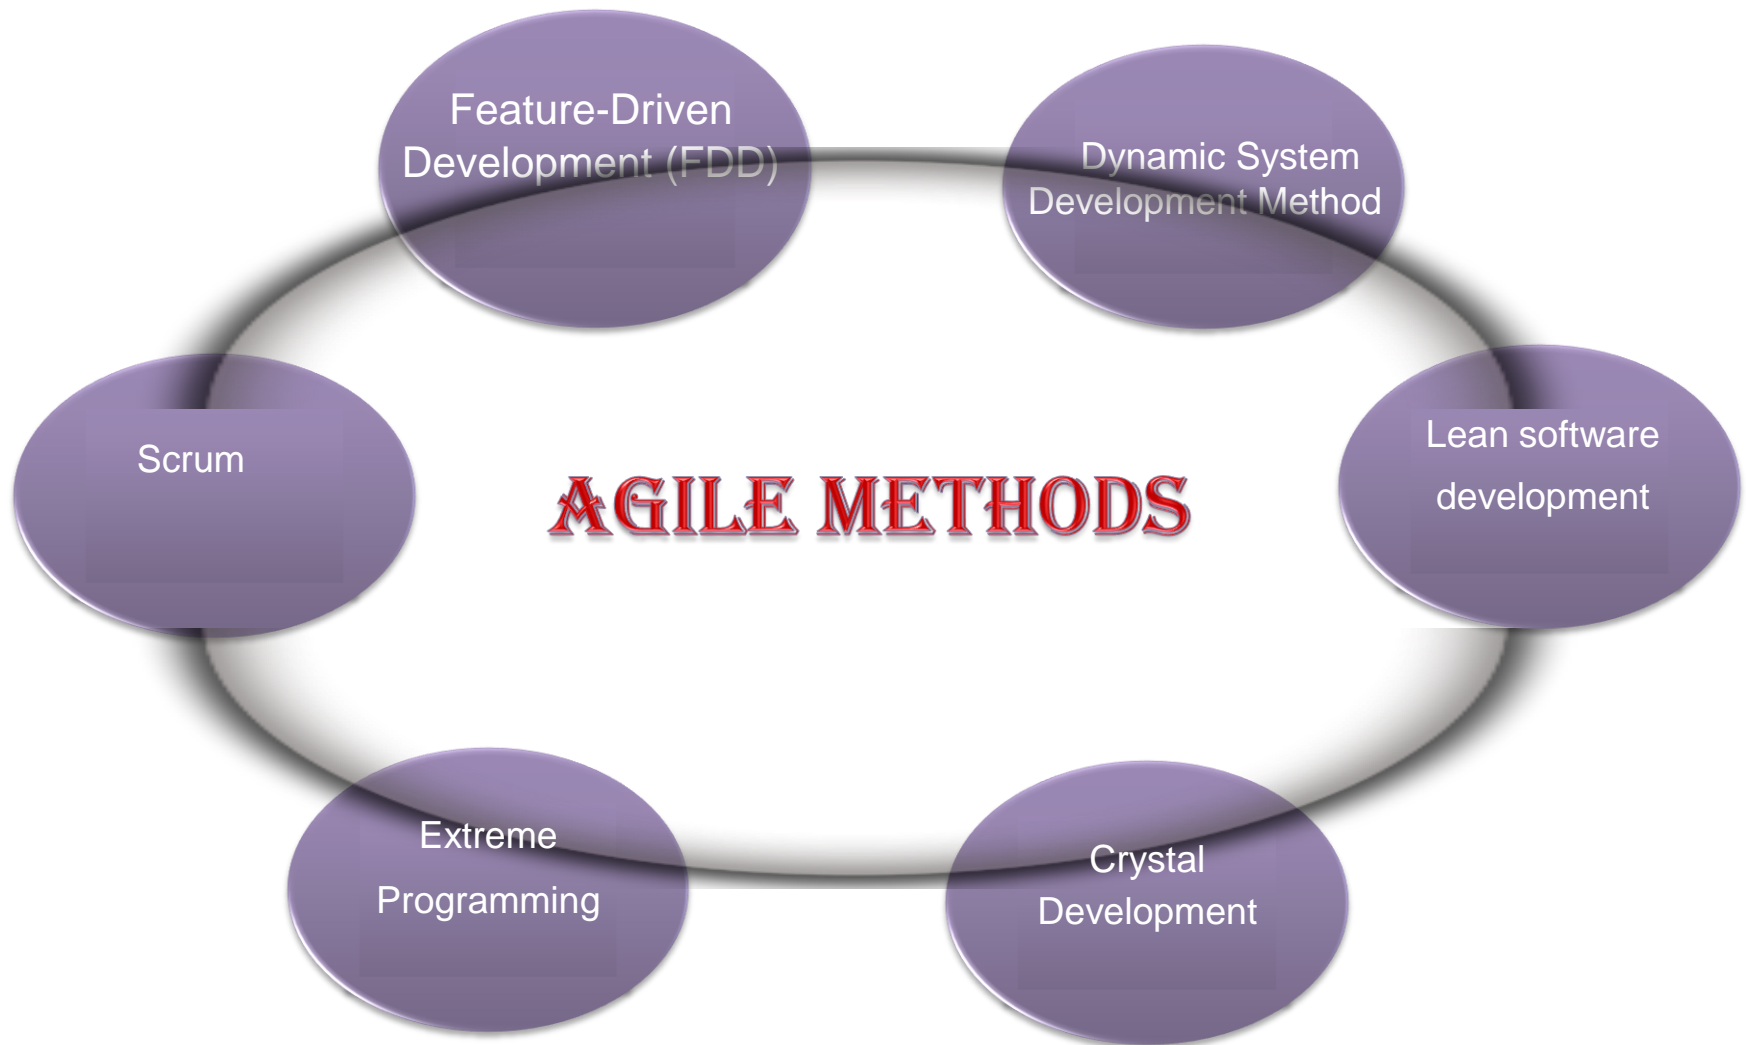 Feature-Driven
Development (FDD)
Dynamic System
Development Method
Scrum
AGILE METHODS
Lean software
development
Extreme
Programming
Crystal
Development